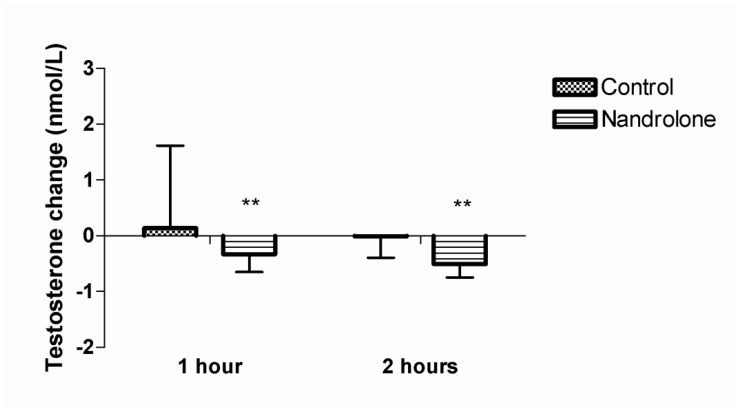 Testosterone change (nmol/L)
3
2
1
0
-1
-2
**
**
1 hour
2 hours
Control
Nandrolone